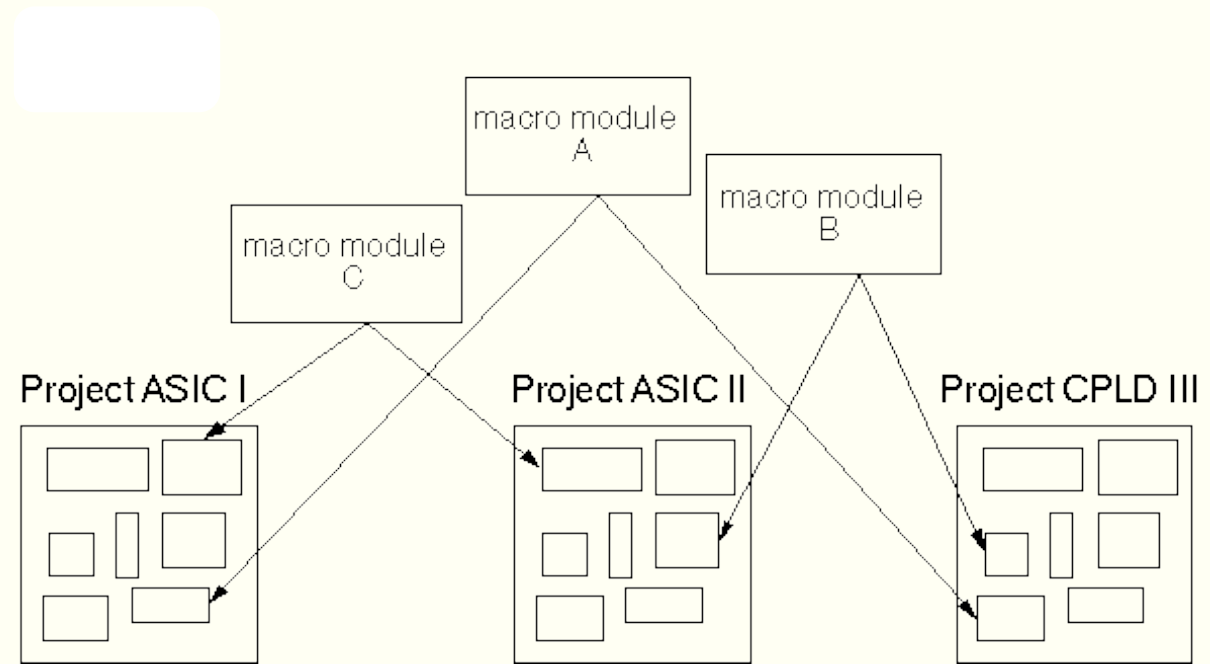 macro module
A
macro module
B
macro module
C
Project ASIC I
Project ASIC II
Project CPLD III